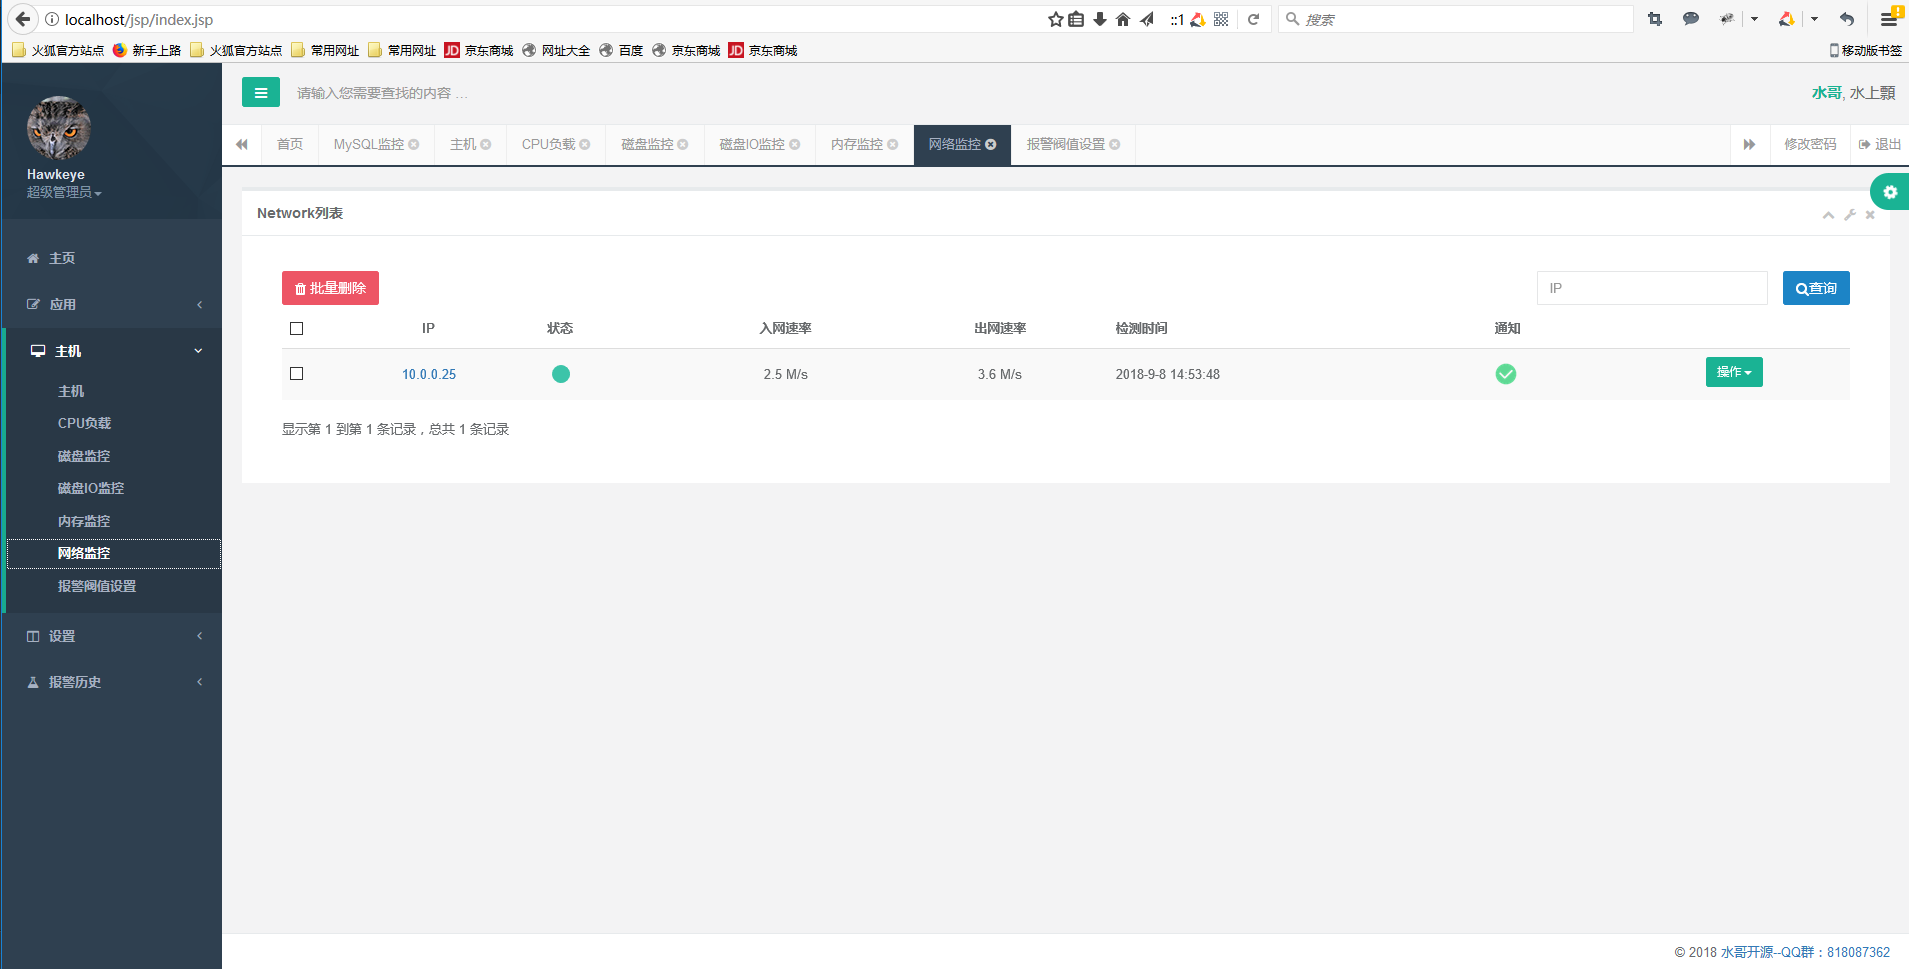 localhost/jsp/index.jsp
::1
搜索
火狐官方站点 新手上路 火狐官方站点 常用网址 常用网址 JD 京东商城 网址大全 百度 京东商城 JD 京东商城
移动版书签
请输入您需要查找的内容 …
水哥, 水上顥
首页 MySQL监控 主机 CPU负载 磁盘监控 磁盘IO监控 内存监控 网络监控 报警阀值设置
修改密码 退出
Hawkeye
超级管理员
主页
应用
主机
主机
CPU负载
磁盘监控
磁盘IO监控
内存监控
网络监控
报警阀值设置
设置
报警历史
Network列表
批量删除
IP
查询
IP 状态 入网速率 出网速率 检测时间 通知
10.0.0.25 2.5 M/s 3.6 M/s 2018-9-8 14:53:48 操作
显示第 1 到第 1 条记录，总共 1 条记录
© 2018 水哥开源--QQ群：818087362